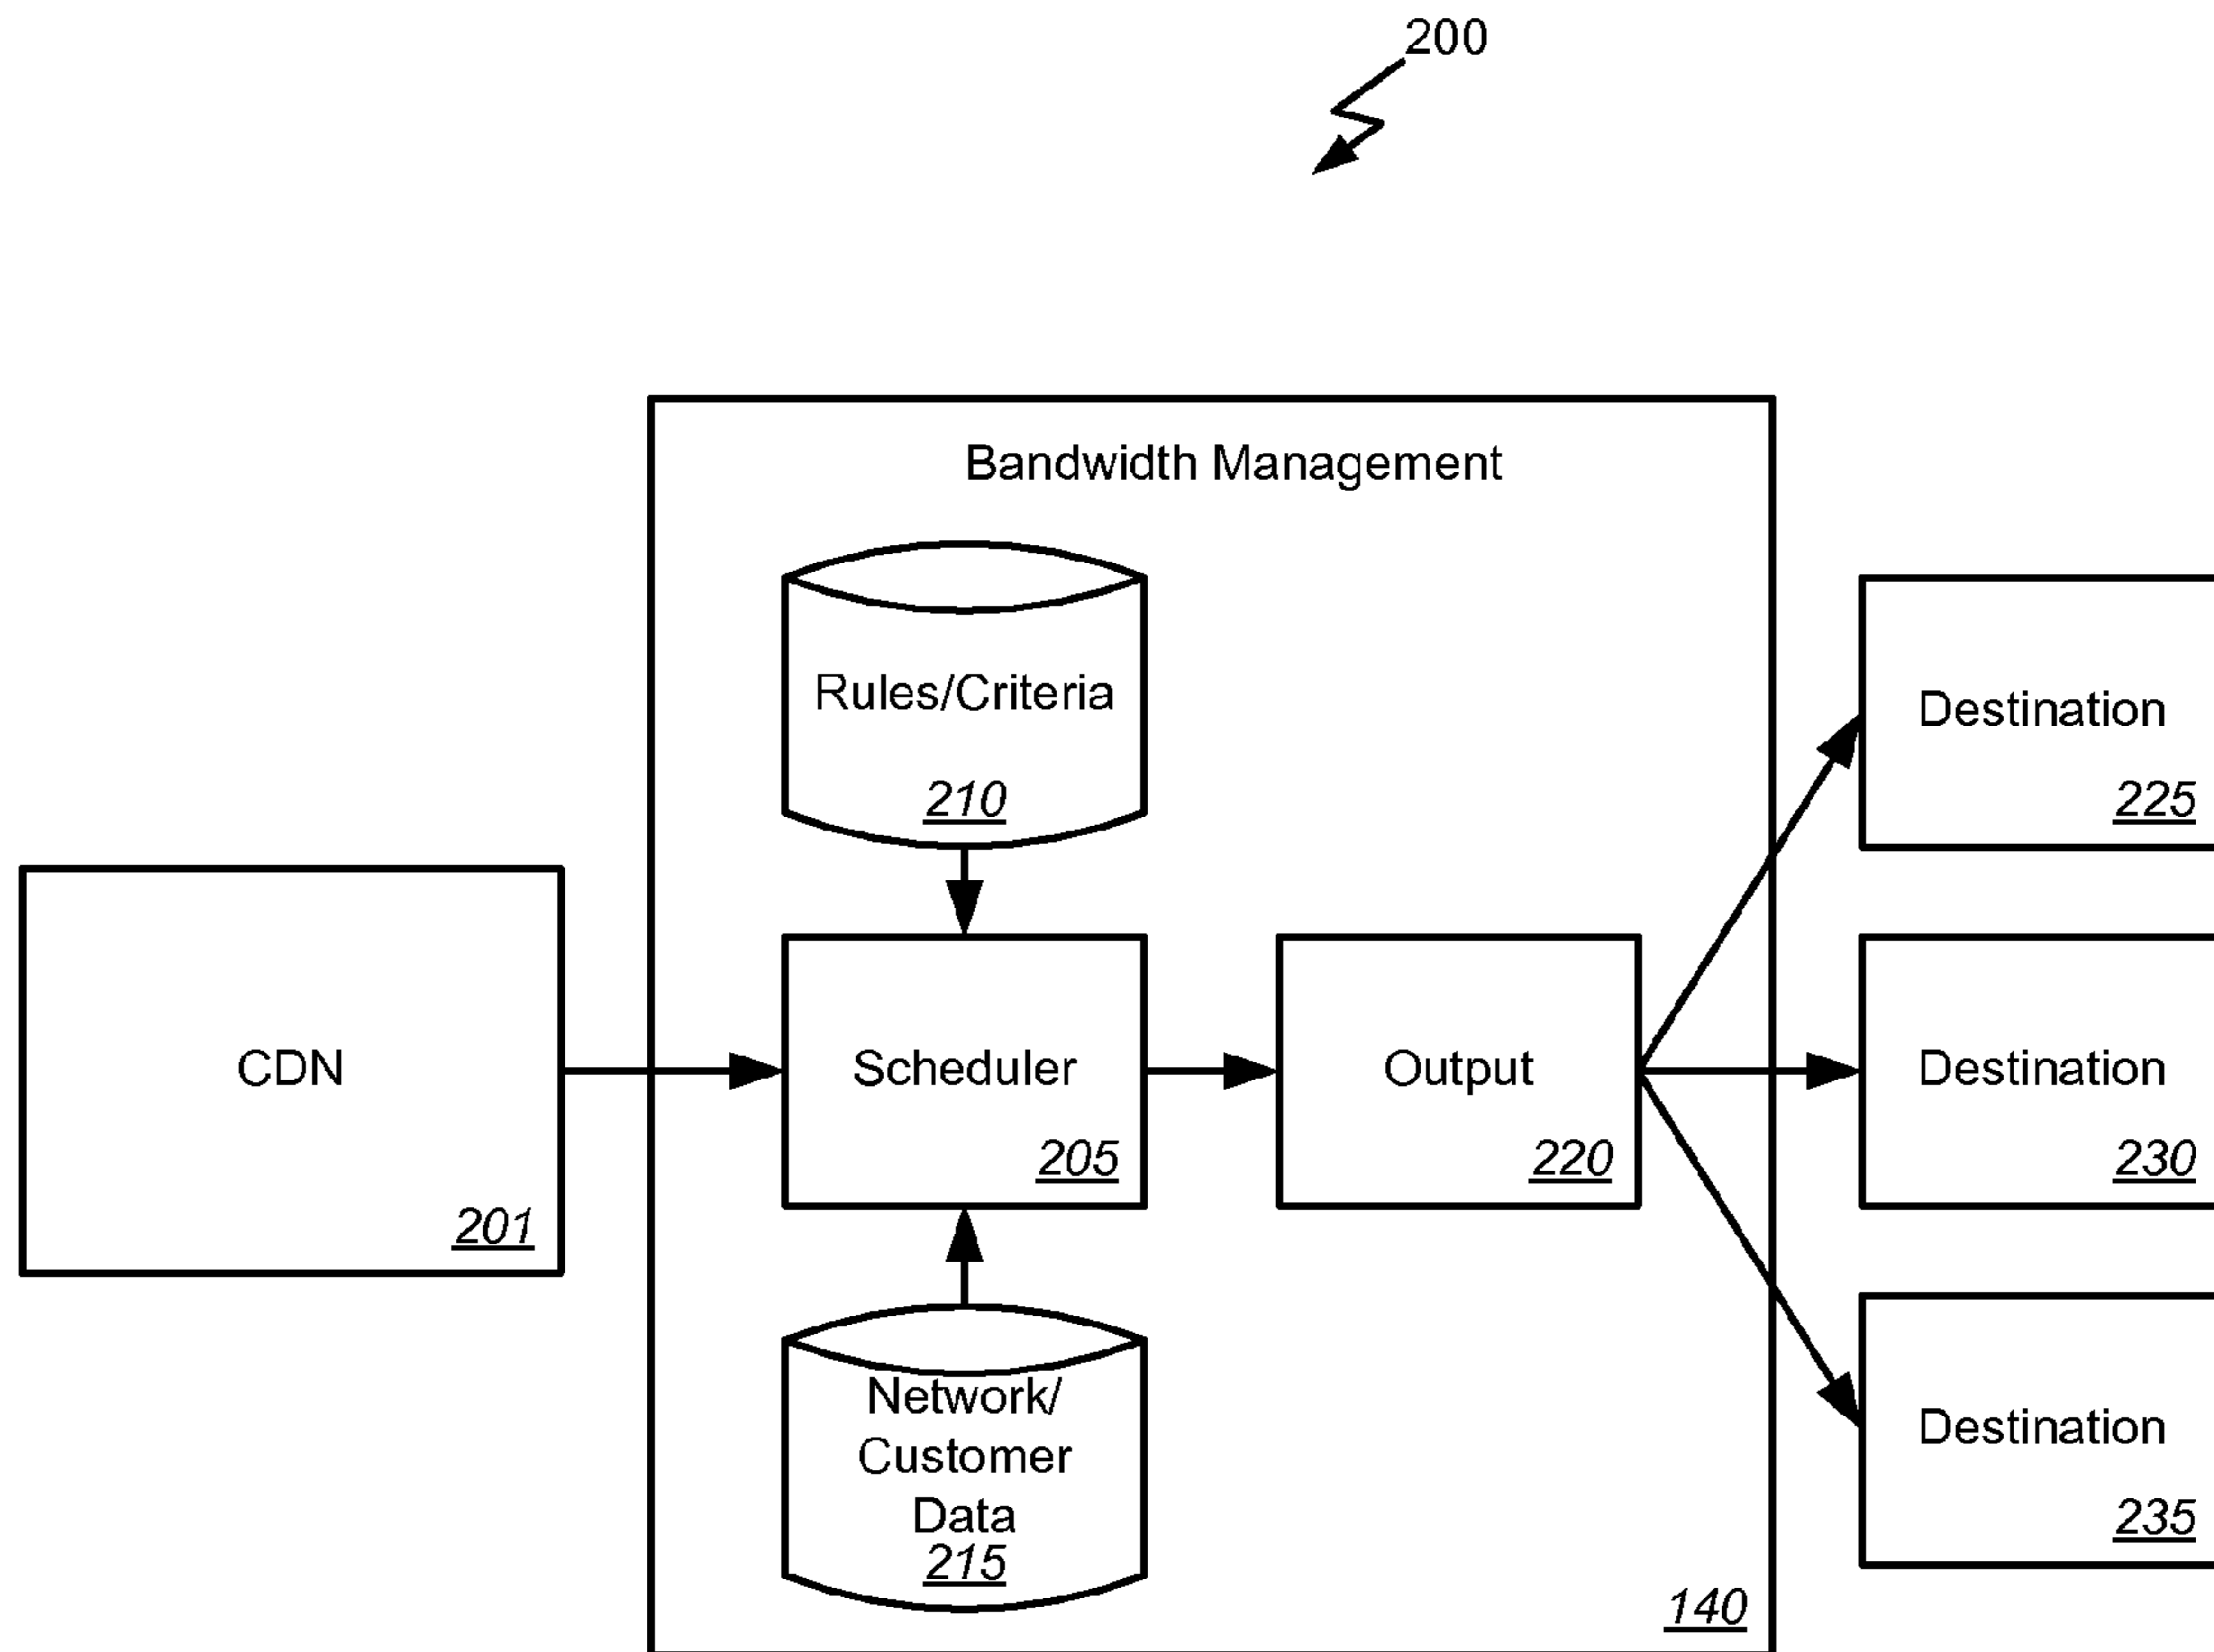 200
Bandwidth Management
Rules/Criteria
210
CDN
201
Scheduler
205
Output
220
Network/
Customer
Data
215
140
Destination
225
Destination
230
Destination
235